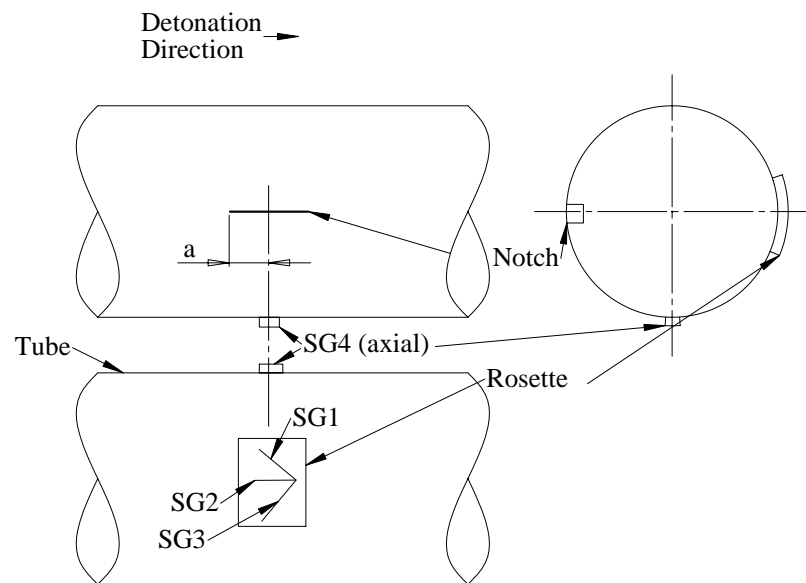 Detonation
Direction
a
Notch
SG4 (axial)
Tube
Rosette
SG1
SG2
SG3